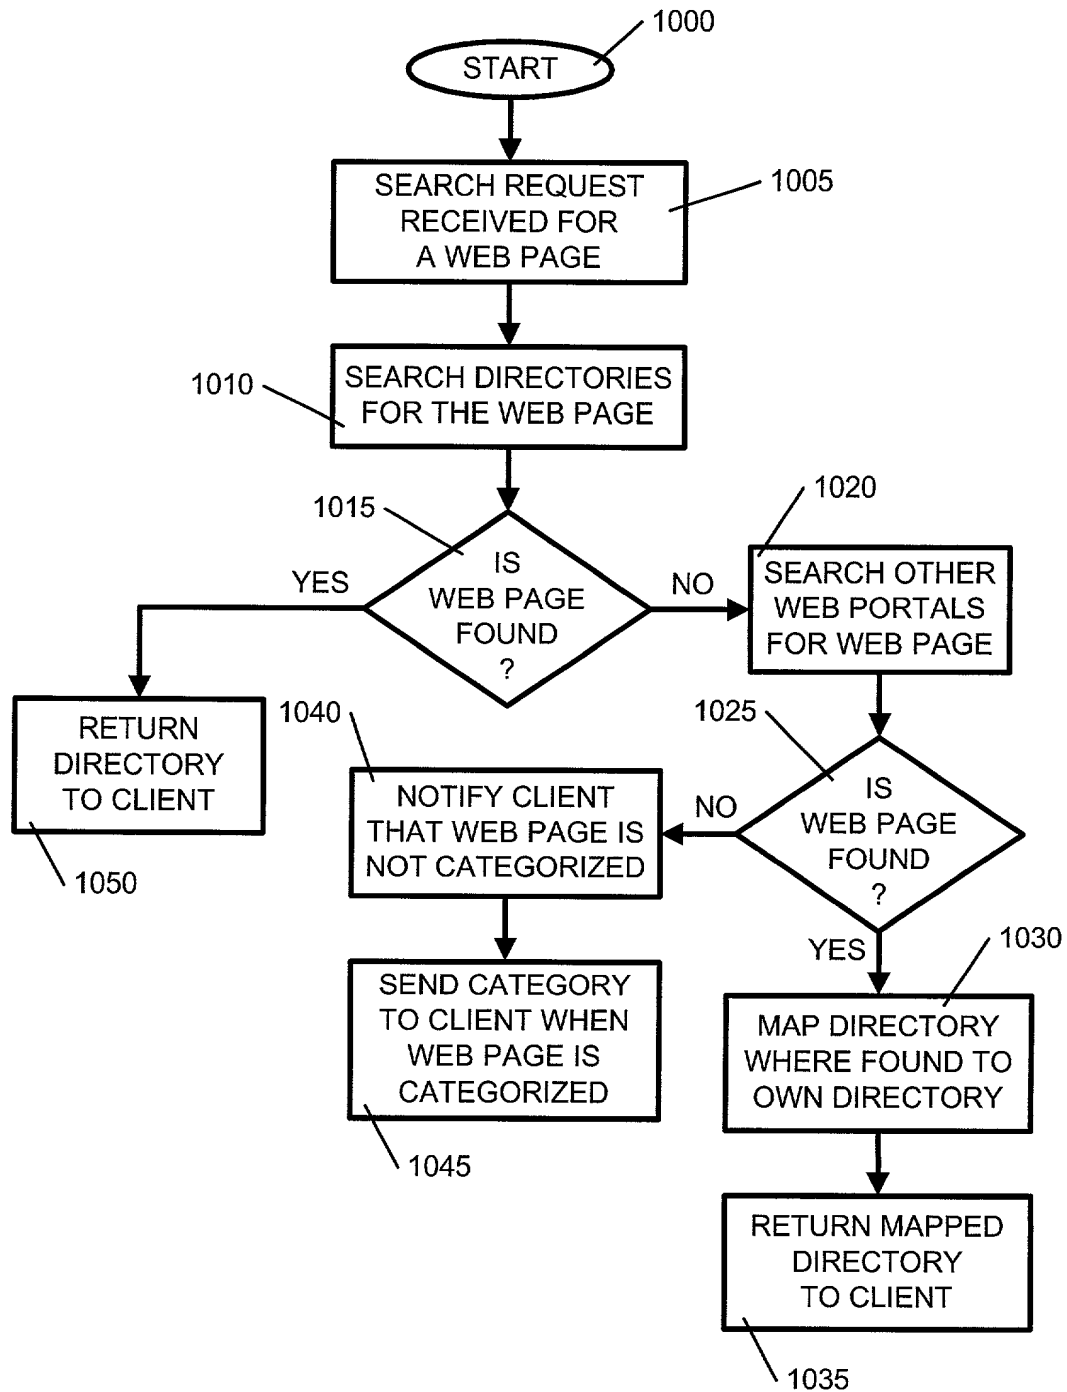 1000
START
SEARCH REQUEST
RECEIVED FOR
A WEB PAGE
1005
SEARCH DIRECTORIES
FOR THE WEB PAGE
1010
1015
IS
WEB PAGE
FOUND
?
YES
NO
1020
SEARCH OTHER
WEB PORTALS
FOR WEB PAGE
RETURN
DIRECTORY
TO CLIENT
1050
1025
IS
WEB PAGE
FOUND
?
NO
YES
1040
NOTIFY CLIENT
THAT WEB PAGE IS
NOT CATEGORIZED
SEND CATEGORY
TO CLIENT WHEN
WEB PAGE IS
CATEGORIZED
1045
1030
MAP DIRECTORY
WHERE FOUND TO
OWN DIRECTORY
RETURN MAPPED
DIRECTORY
TO CLIENT
1035